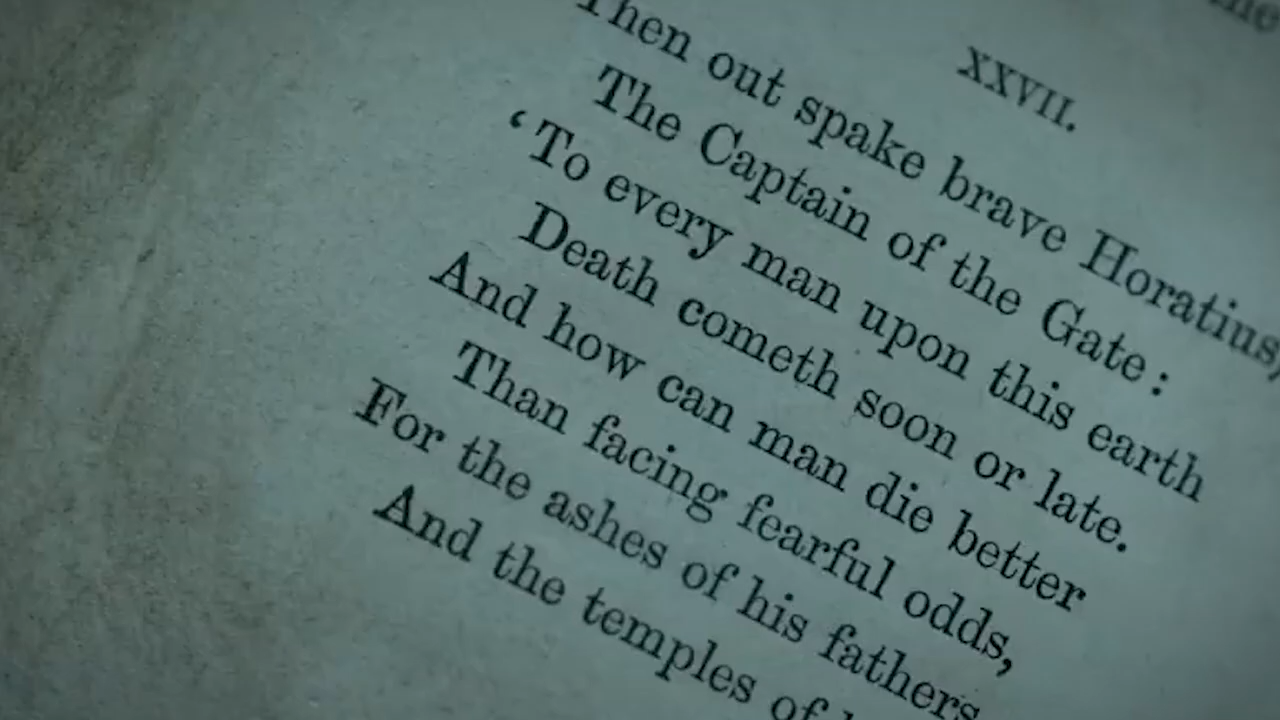 XXVII.
Then out spake brave Horatius,
The Captain of the Gate:
‘To every man upon this earth
Death cometh soon or late.
And how can man die better
Than facing fearful odds,
For the ashes of his fathers
And the temples of